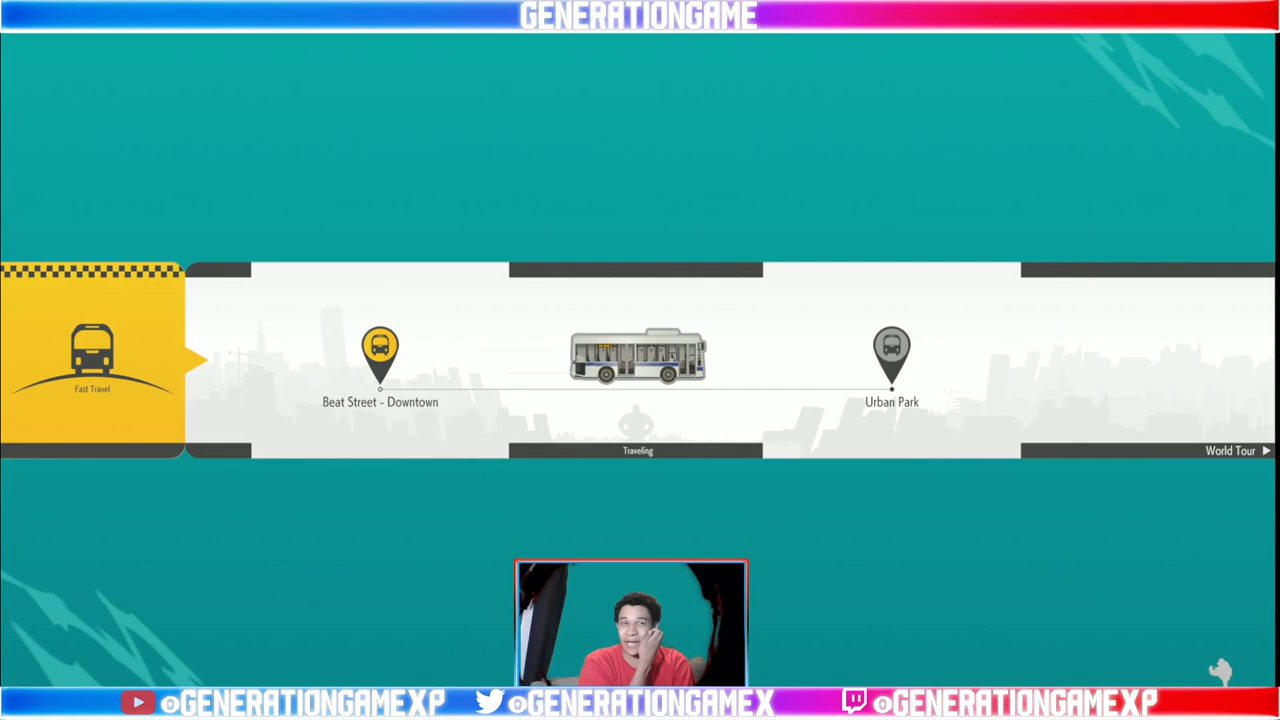 GENERATIONGAME
Fast Travel
Beat Street - Downtown
Urban Park
Traveling
World Tour
@GENERATIONGAMEXP
@GENERATIONGAMEX
@GENERATIONGAMEXP